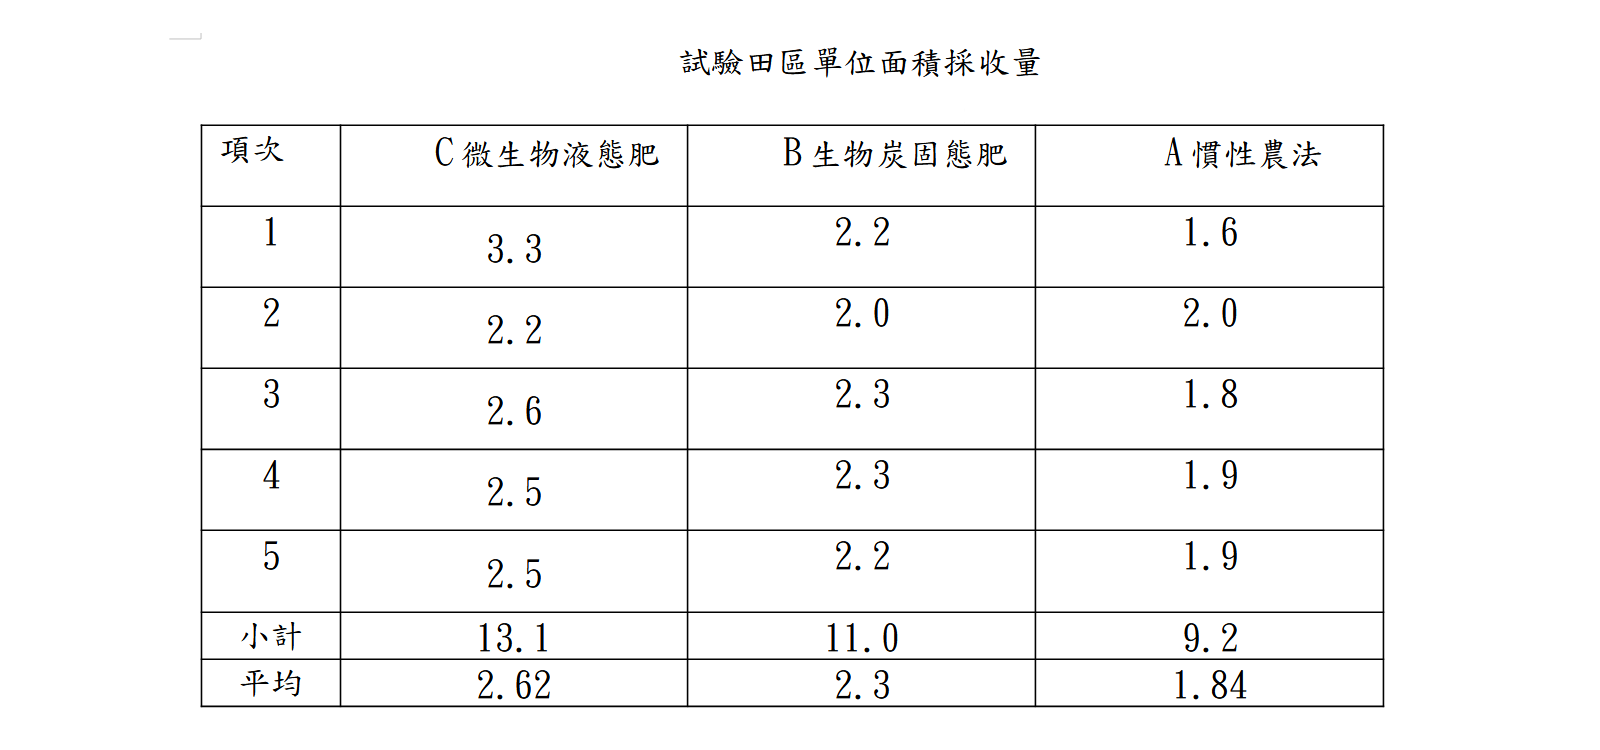 試驗田區單位面積採收量
項次 C微生物液態肥 B生物炭固態肥 A慣性農法
1 3.3 2.2 1.6
2 2.2 2.0 2.0
3 2.6 2.3 1.8
4 2.5 2.3 1.9
5 2.5 2.2 1.9
小計 13.1 11.0 9.2
平均 2.62 2.3 1.84